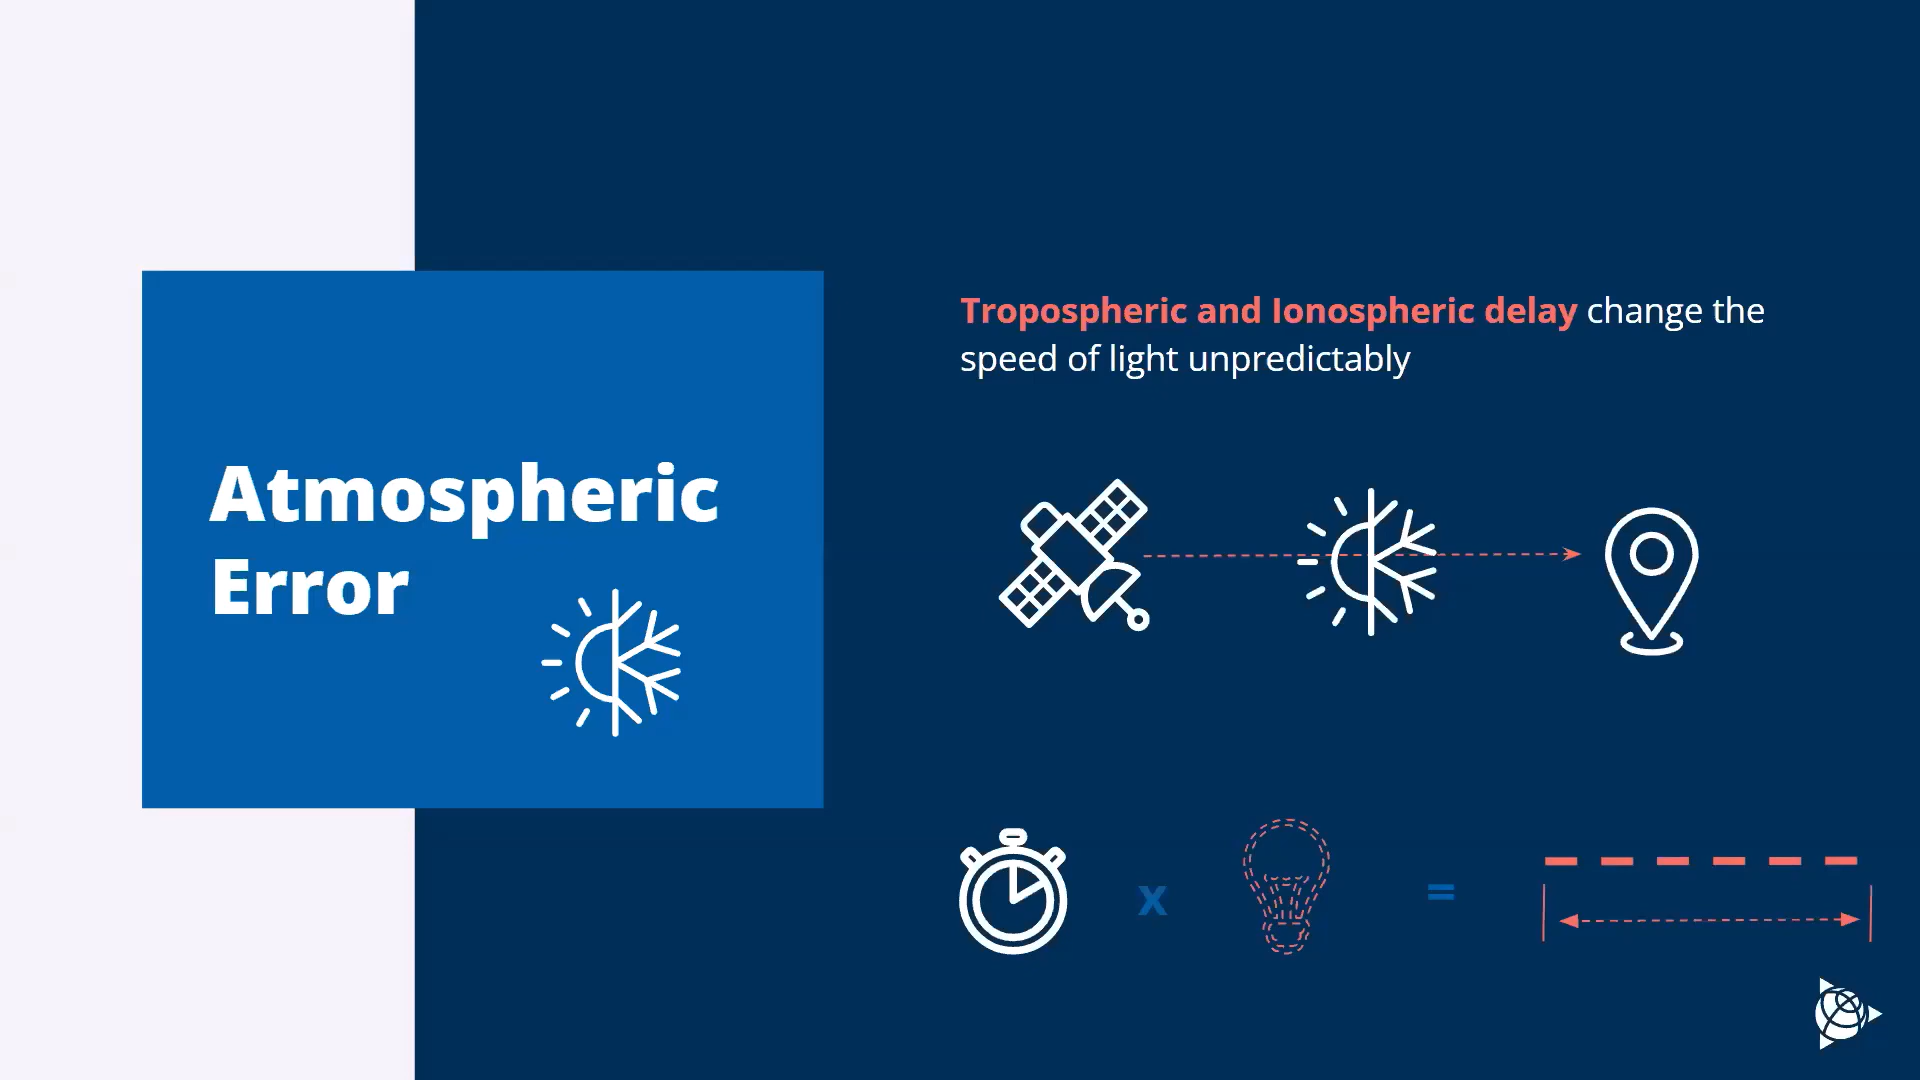 Atmospheric
Error
Tropospheric and Ionospheric delay change the
speed of light unpredictably
x
=